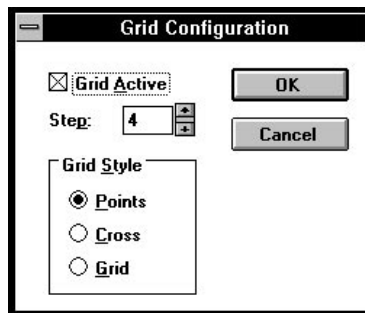 Grid Configuration
Grid Active
OK
Step: 4
Cancel
Grid Style
Points
Cross
Grid